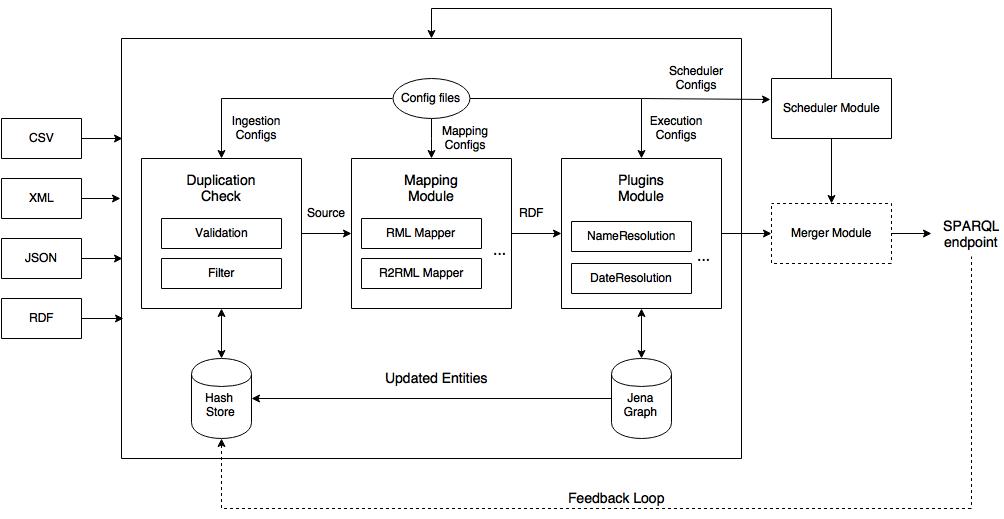 Scheduler
Configs
Config files
Scheduler Module
Ingestion
Configs
Mapping
Configs
Execution
Configs
CSV
XML
JSON
RDF
Duplication
Check
Validation
Filter
Source
Mapping
Module
RML Mapper
R2RML Mapper
...
RDF
Plugins
Module
NameResolution
DateResolution
...
Merger Module
SPARQL
endpoint
Hash
Store
Updated Entities
Jena
Graph
Feedback Loop